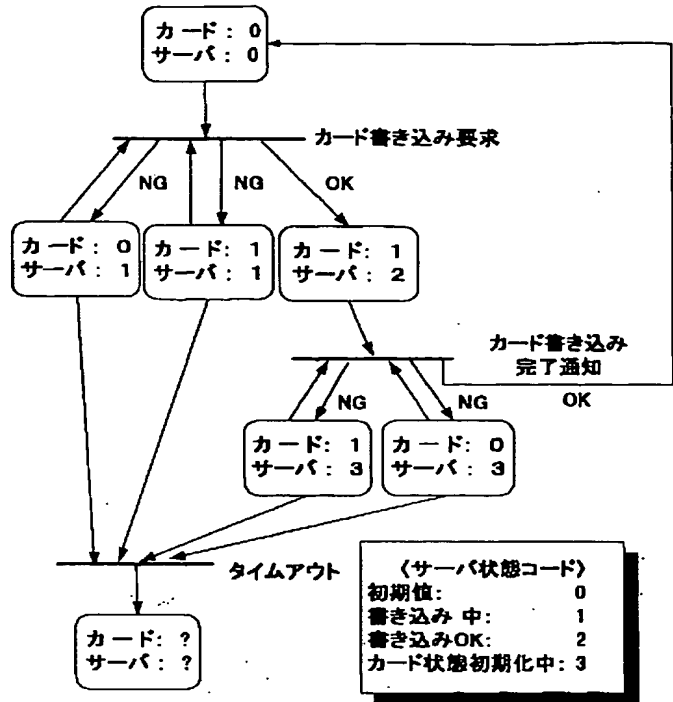 カード: 0
サーバ: 0
カード書き込み要求
NG
NG
OK
カード: 0
サーバ: 1
カード: 1
サーバ: 1
カード: 1
サーバ: 2
カード書き込み
完了通知
OK
NG
NG
カード: 1
サーバ: 3
カード: 0
サーバ: 3
タイムアウト
カード: ?
サーバ: ?
〈サーバ状態コード〉
初期値: 0
書き込み中: 1
書き込みOK: 2
カード状態初期化中: 3